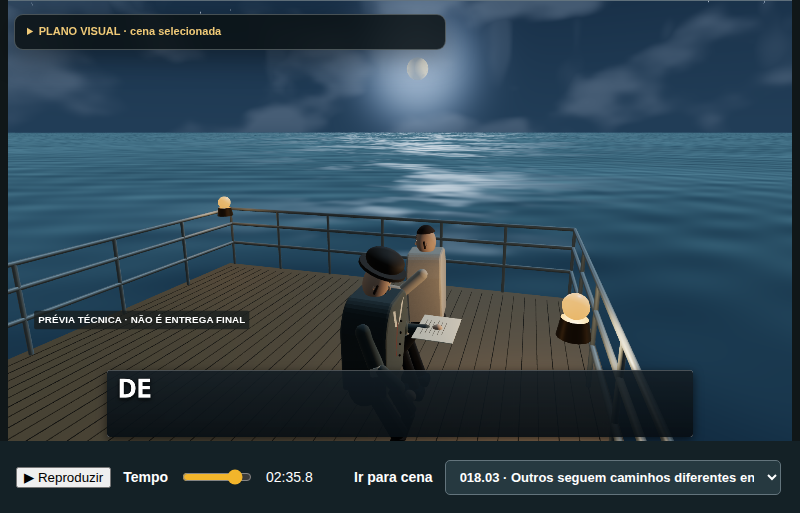 ▶ PLANO VISUAL · cena selecionada
PRÉVIA TÉCNICA · NÃO É ENTREGA FINAL
DE
▶ Reproduzir Tempo 02:35.8 Ir para cena 018.03 · Outros seguem caminhos diferentes en